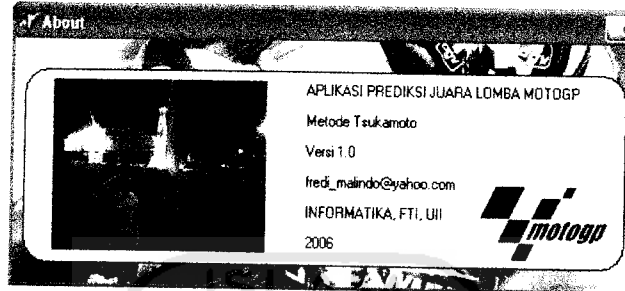 About
APLIKASI PREDIKSI JUARA LOMBA MOTOGP
Metode Tsukamoto
Versi 1.0
fredi_malindo@yahoo.com
INFORMATIKA, FTI, UII
2006
motogp